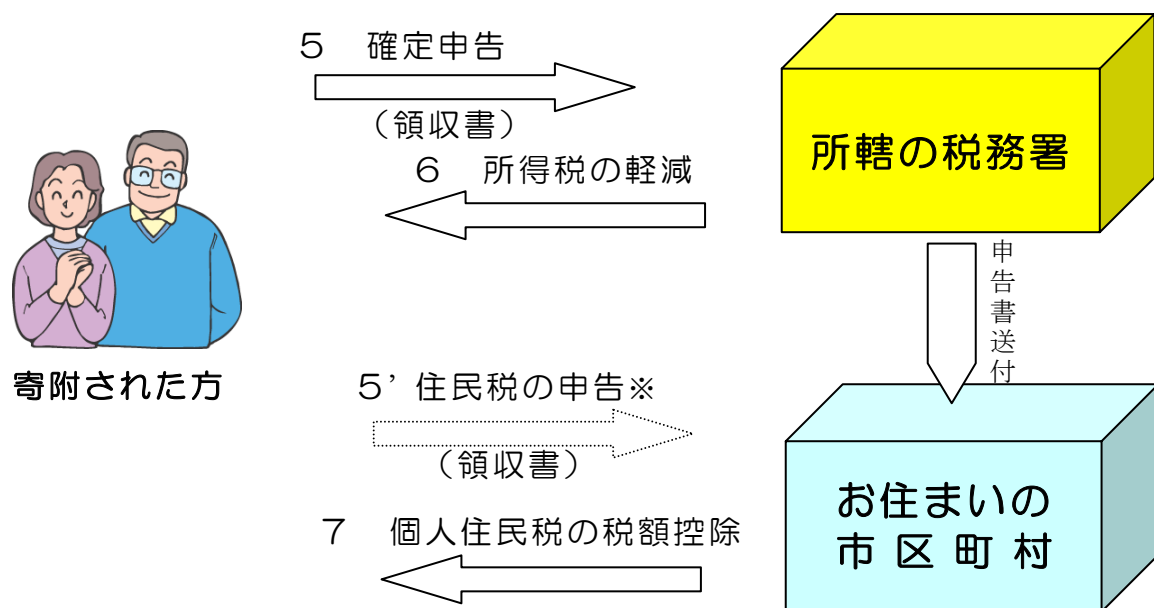 5 確定申告
（領収書）
6 所得税の軽減
所轄の税務署
申告書送付
寄附された方
5’住民税の申告※
（領収書）
7 個人住民税の税額控除
お住まいの
市区町村